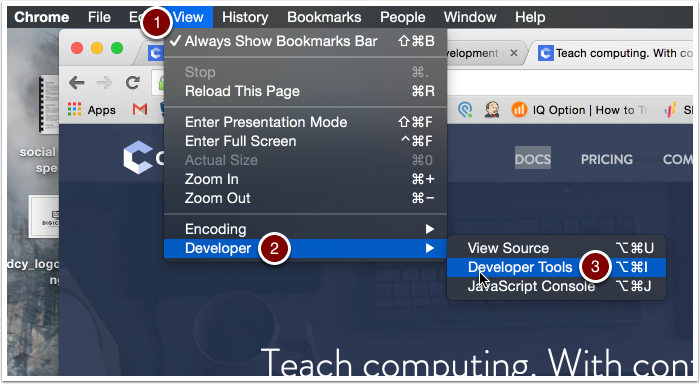 Chrome File View History Bookmarks People Window Help
1
✓ Always Show Bookmarks Bar ⇧⌘B
Stop ⌘.
Reload This Page ⌘R
Enter Presentation Mode ⇧⌘F
Enter Full Screen ^⌘F
Actual Size ⌘0
Zoom In ⌘+
Zoom Out ⌘−
Encoding ▶
Developer 2 ▶
View Source ⌥⌘U
Developer Tools 3 ⌥⌘I
JavaScript Console ⌥⌘J
Teach computing. With co
Apps
IQ Option | How to T
DOCS PRICING COM
social
spe
DIGIC
dcy_logo
ng
Teach computing. With con